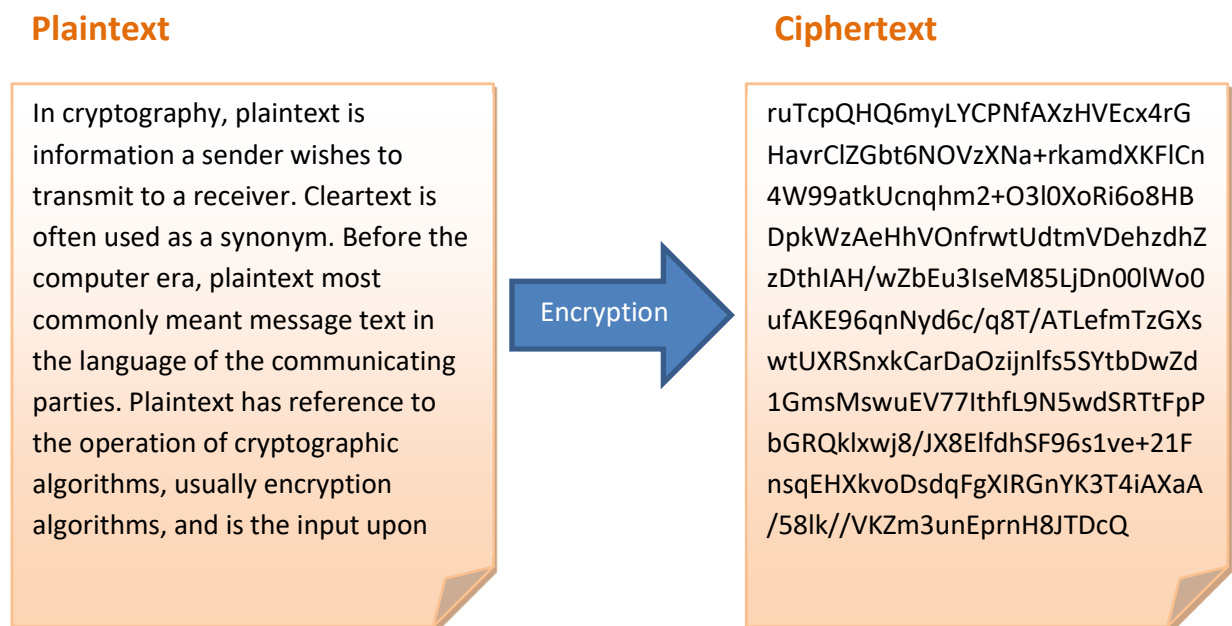 Plaintext
In cryptography, plaintext is
information a sender wishes to
transmit to a receiver. Cleartext is
often used as a synonym. Before the
computer era, plaintext most
commonly meant message text in
the language of the communicating
parties. Plaintext has reference to
the operation of cryptographic
algorithms, usually encryption
algorithms, and is the input upon
Encryption
Ciphertext
ruTcpQHQ6myLYCPNfAXzHVEcx4rG
HavrClZGbt6NOVzXNa+rkamdXKFlCn
4W99atkUcnqhm2+O3l0XoRi6o8HB
DpkWzAeHhVOnfrwtUdtmVDehzdhZ
zDthIAH/wZbEu3IseM85LjDn00lWo0
ufAKE96qnNyd6c/q8T/ATLefmTzGXs
wtUXRSnxkCarDaOzijnlfs5SYtbDwZd
1GmsMswuEV77IthfL9N5wdSRTtFpP
bGRQklxwj8/JX8ElfdhSF96s1ve+21F
nsqEHXkvoDsdqFgXIRGnYK3T4iAXaA
/58lk//VKZm3unEprnH8JTDcQ